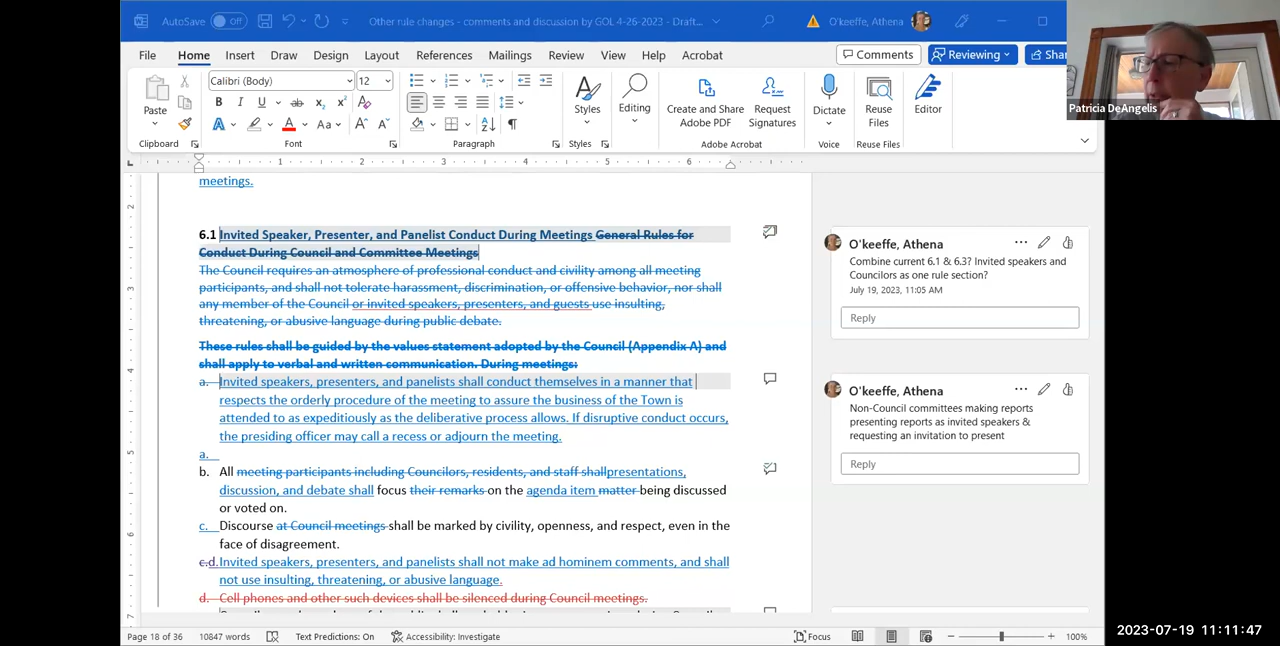 AutoSave Off Other rule changes - comments and discussion by GOL 4-26-2023 - Draft... O'keeffe, Athena
File Home Insert Draw Design Layout References Mailings Review View Help Acrobat Comments Reviewing Shar
Calibri (Body) 12
Paste Styles Editing Create and Share Adobe PDF Request Signatures Dictate Reuse Files Editor
Clipboard Font Paragraph Styles Adobe Acrobat Voice Reuse Files
Patricia DeAngelis
meetings.
6.1 Invited Speaker, Presenter, and Panelist Conduct During Meetings General Rules for
Conduct During Council and Committee Meetings
The Council requires an atmosphere of professional conduct and civility among all meeting
participants, and shall not tolerate harassment, discrimination, or offensive behavior, nor shall
any member of the Council or invited speakers, presenters, and guests use insulting,
threatening, or abusive language during public debate.
These rules shall be guided by the values statement adopted by the Council (Appendix A) and
shall apply to verbal and written communication. During meetings:
a. Invited speakers, presenters, and panelists shall conduct themselves in a manner that
respects the orderly procedure of the meeting to assure the business of the Town is
attended to as expeditiously as the deliberative process allows. If disruptive conduct occurs,
the presiding officer may call a recess or adjourn the meeting.
a.
b. All meeting participants including Councilors, residents, and staff shallpresentations,
discussion, and debate shall focus their remarks on the agenda item matter being discussed
or voted on.
c. Discourse at Council meetings shall be marked by civility, openness, and respect, even in the
face of disagreement.
c.d.Invited speakers, presenters, and panelists shall not make ad hominem comments, and shall
not use insulting, threatening, or abusive language.
d. Cell phones and other such devices shall be silenced during Council meetings.
O'keeffe, Athena
Combine current 6.1 & 6.3? Invited speakers and
Councilors as one rule section?
July 19, 2023, 11:05 AM
Reply
O'keeffe, Athena
Non-Council committees making reports
presenting reports as invited speakers &
requesting an invitation to present
Reply
Page 18 of 36 10847 words Text Predictions: On Accessibility: Investigate Focus 100%
2023-07-19 11:11:47